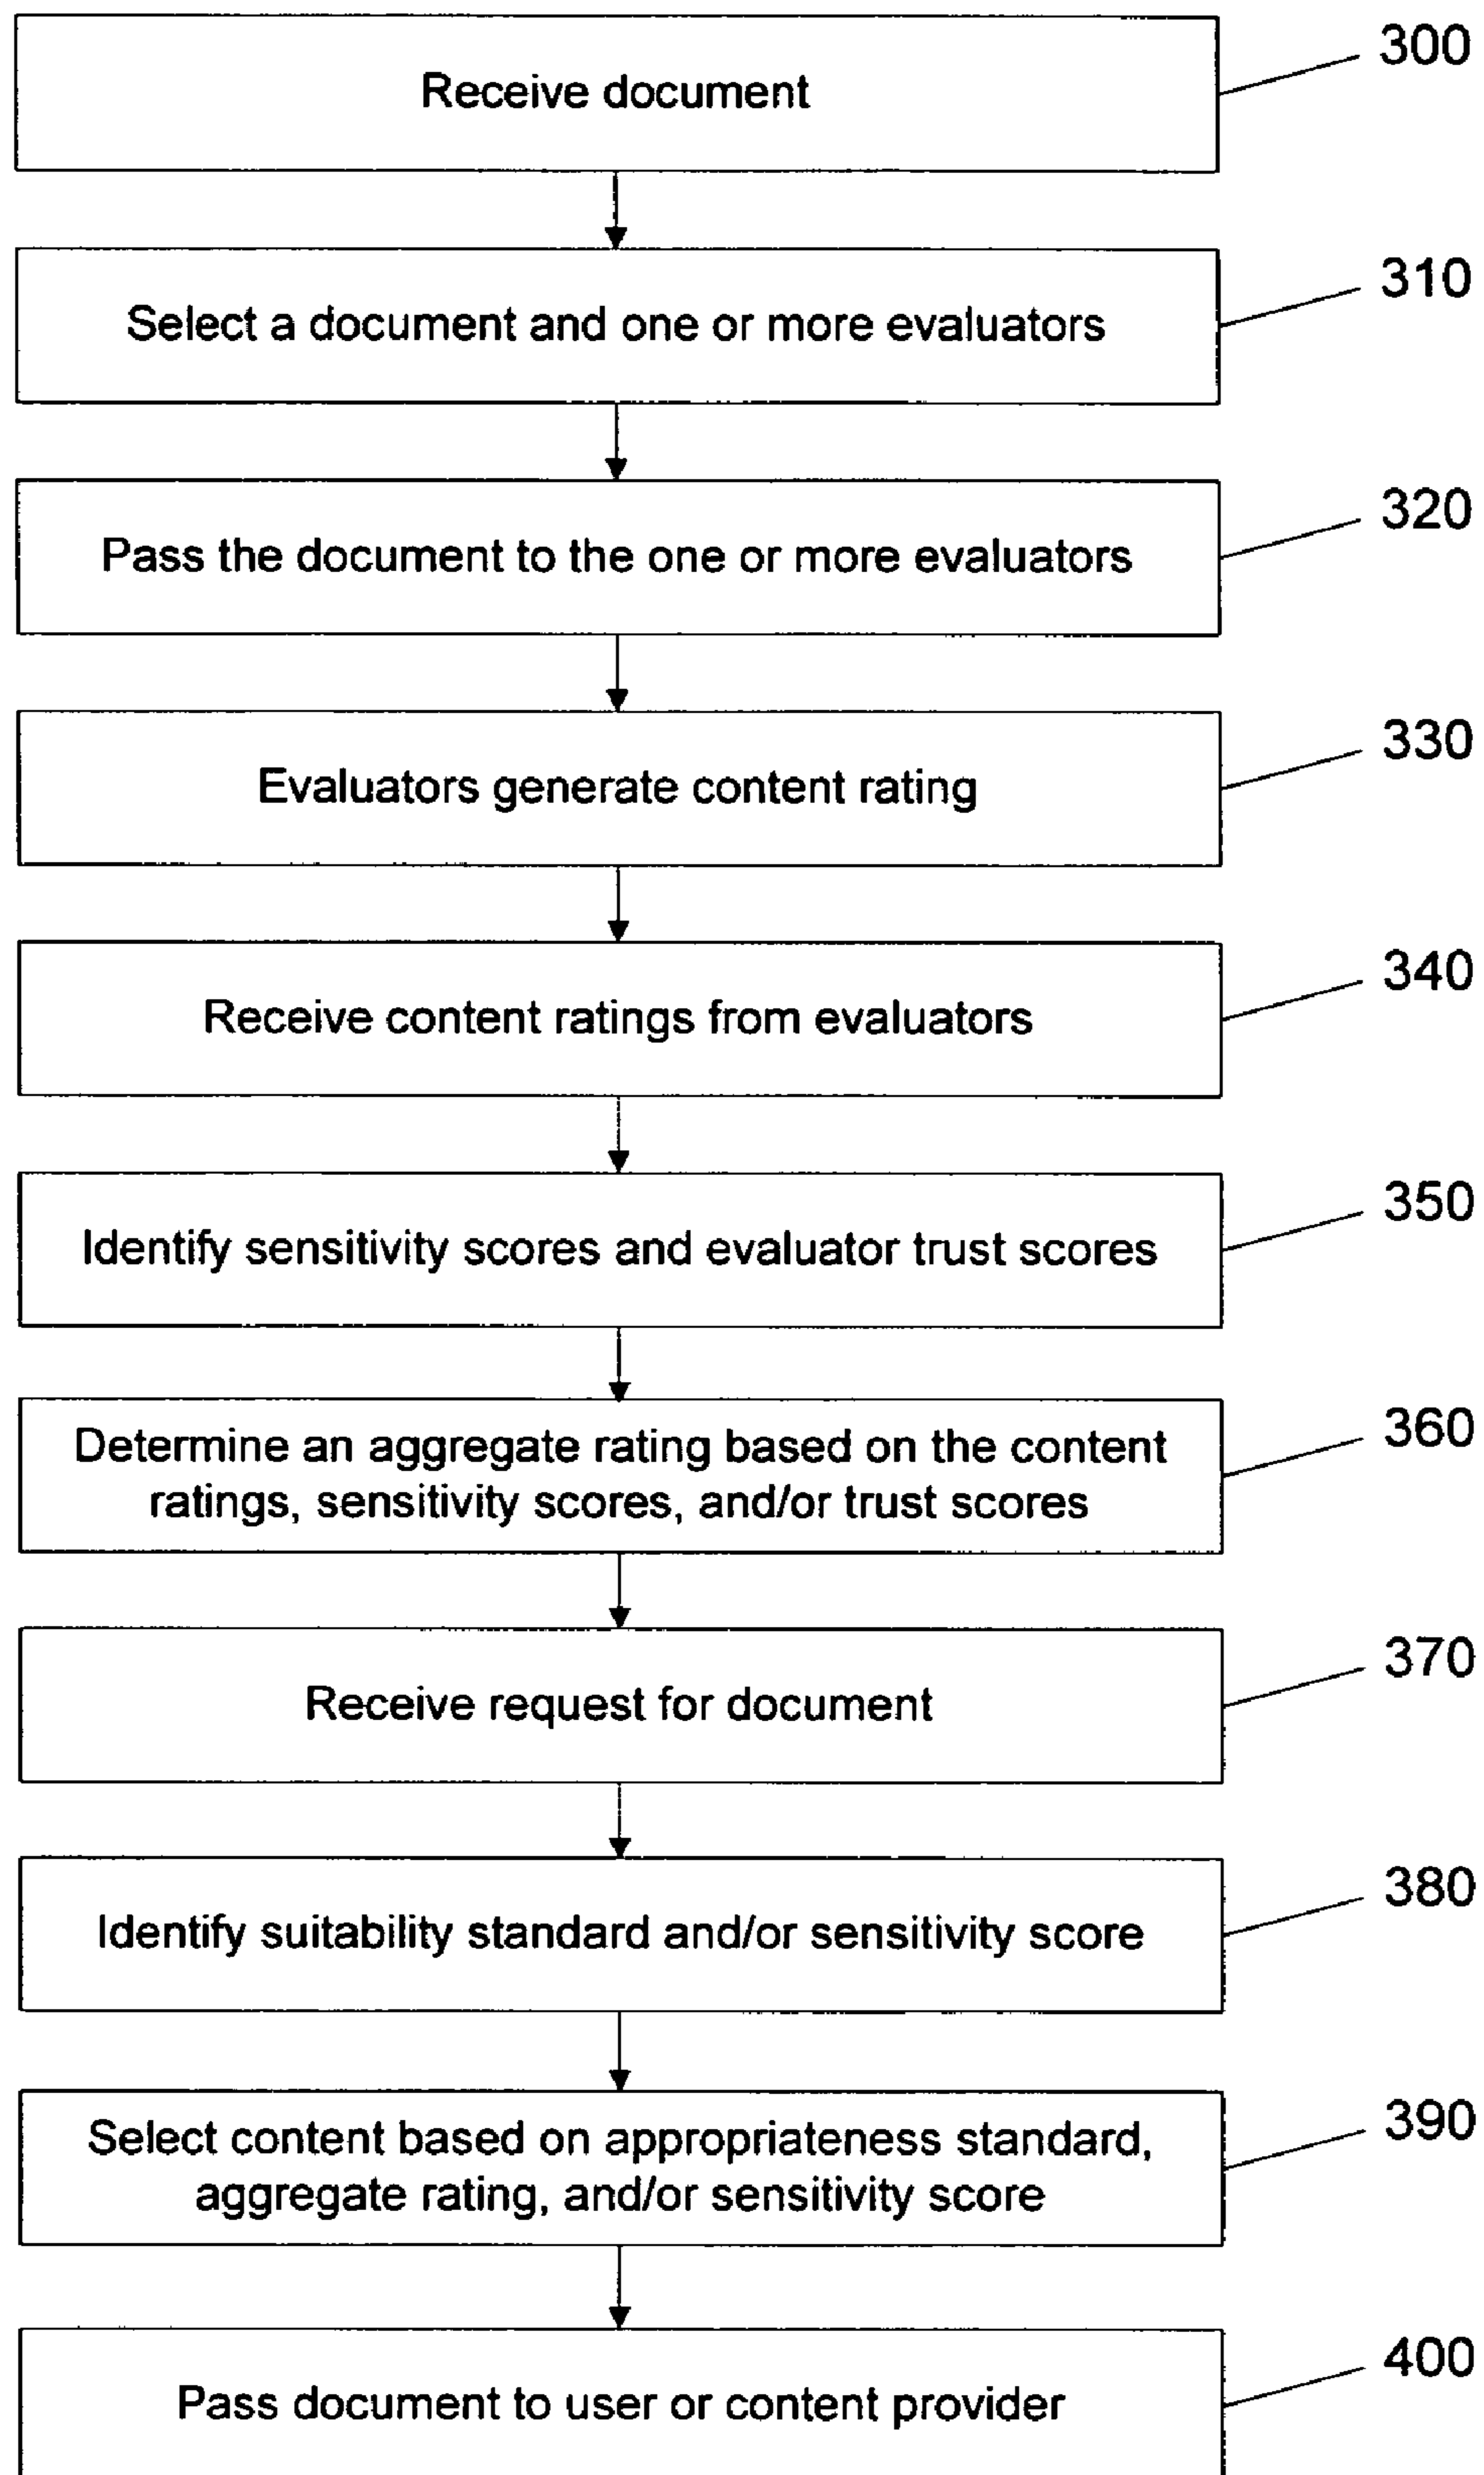 Receive document
300
Select a document and one or more evaluators
310
Pass the document to the one or more evaluators
320
Evaluators generate content rating
330
Receive content ratings from evaluators
340
Identify sensitivity scores and evaluator trust scores
350
Determine an aggregate rating based on the content
ratings, sensitivity scores, and/or trust scores
360
Receive request for document
370
Identify suitability standard and/or sensitivity score
380
Select content based on appropriateness standard,
aggregate rating, and/or sensitivity score
390
Pass document to user or content provider
400